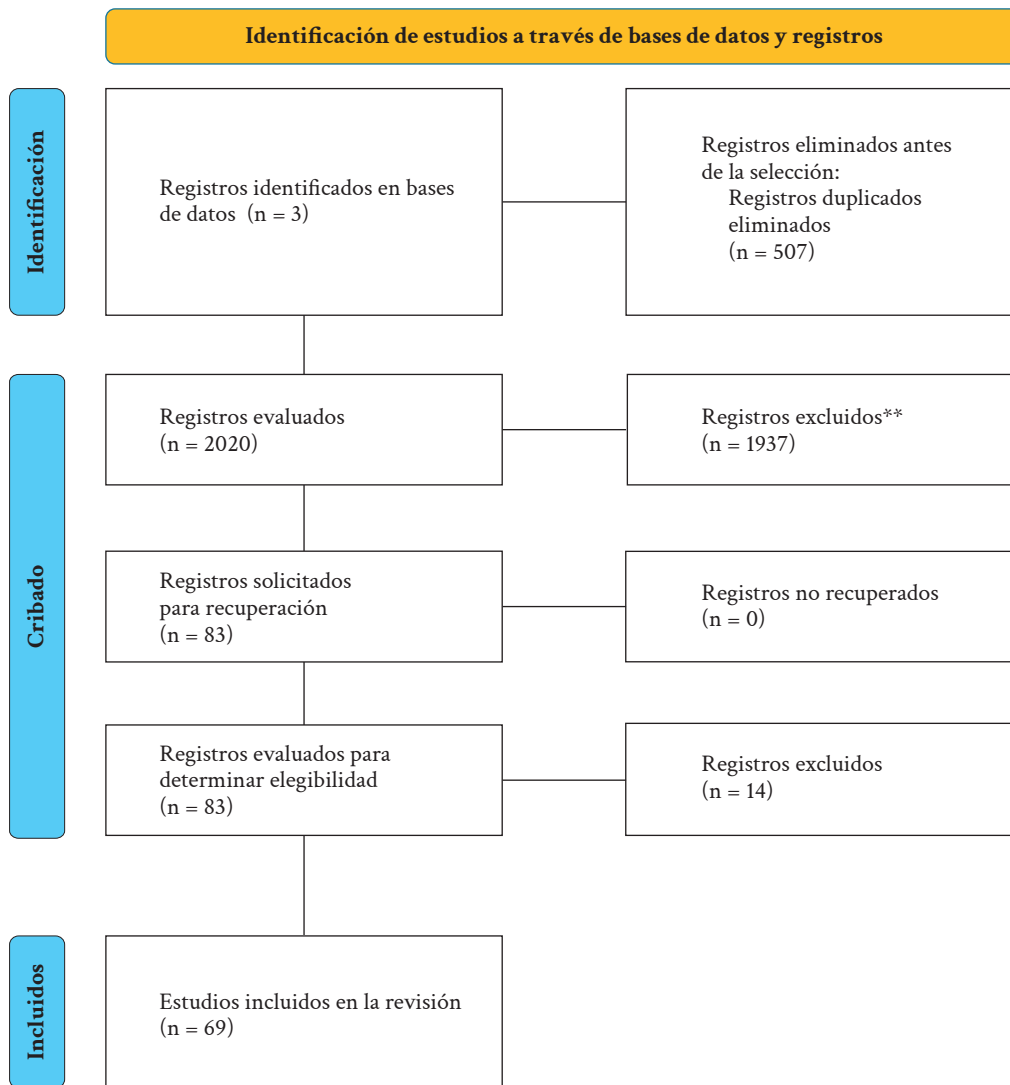 Identificación de estudios a través de bases de datos y registros
Identificación
Registros identificados en bases
de datos (n = 3)
Registros eliminados antes
de la selección:
Registros duplicados
eliminados
(n = 507)
Cribado
Registros evaluados
(n = 2020)
Registros excluidos**
(n = 1937)
Registros solicitados
para recuperación
(n = 83)
Registros no recuperados
(n = 0)
Registros evaluados para
determinar elegibilidad
(n = 83)
Registros excluidos
(n = 14)
Incluidos
Estudios incluidos en la revisión
(n = 69)